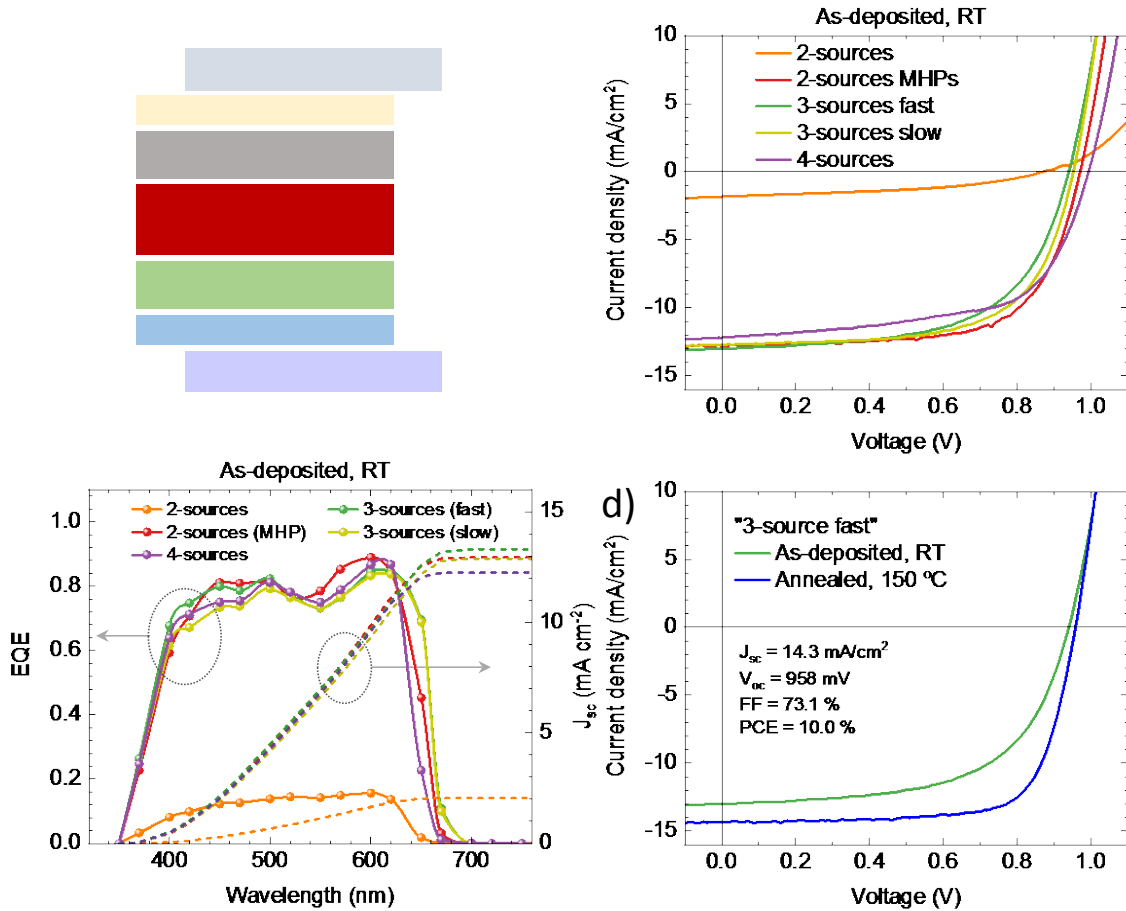 As-deposited, RT
10
5
0
-5
-10
-15
Current density (mA/cm²)
2-sources
2-sources MHPs
3-sources fast
3-sources slow
4-sources
0.0 0.2 0.4 0.6 0.8 1.0
Voltage (V)
As-deposited, RT
1.0
0.8
0.6
0.4
0.2
0.0
EQE
2-sources
2-sources (MHP)
4-sources
3-sources (fast)
3-sources (slow)
15
10
5
0
J_sc (mA cm⁻²)
400 500 600 700
Wavelength (nm)
d)
10
5
0
-5
-10
-15
Current density (mA/cm²)
"3-source fast"
As-deposited, RT
Annealed, 150 ºC
J_sc = 14.3 mA/cm²
V_oc = 958 mV
FF = 73.1 %
PCE = 10.0 %
0.0 0.2 0.4 0.6 0.8 1.0
Voltage (V)